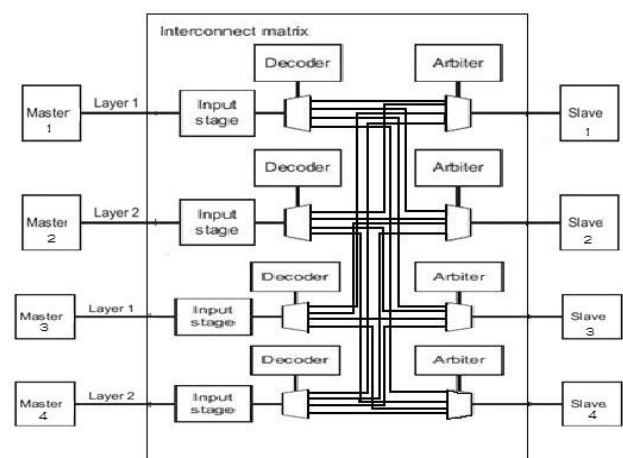 Interconnect matrix
Decoder
Arbiter
Master
1
Layer 1
Input
stage
Slave
1
Decoder
Arbiter
Master
2
Layer 2
Input
stage
Slave
2
Decoder
Arbiter
Master
3
Layer 1
Input
stage
Slave
3
Decoder
Arbiter
Master
4
Layer 2
Input
stage
Slave
4